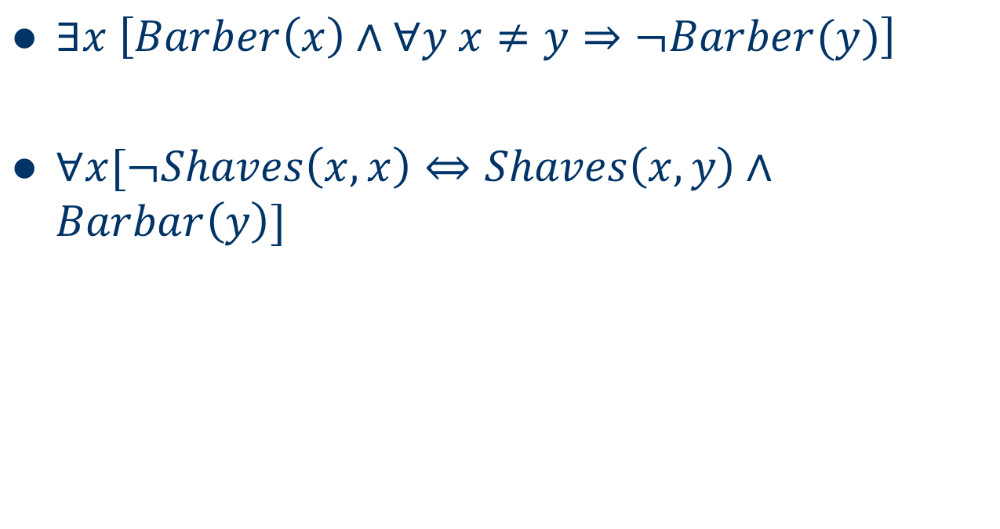 ● ∃x [Barber(x) ∧ ∀y x ≠ y ⇒ ¬Barber(y)]
● ∀x[¬Shaves(x, x) ⇔ Shaves(x, y) ∧
Barbar(y)]